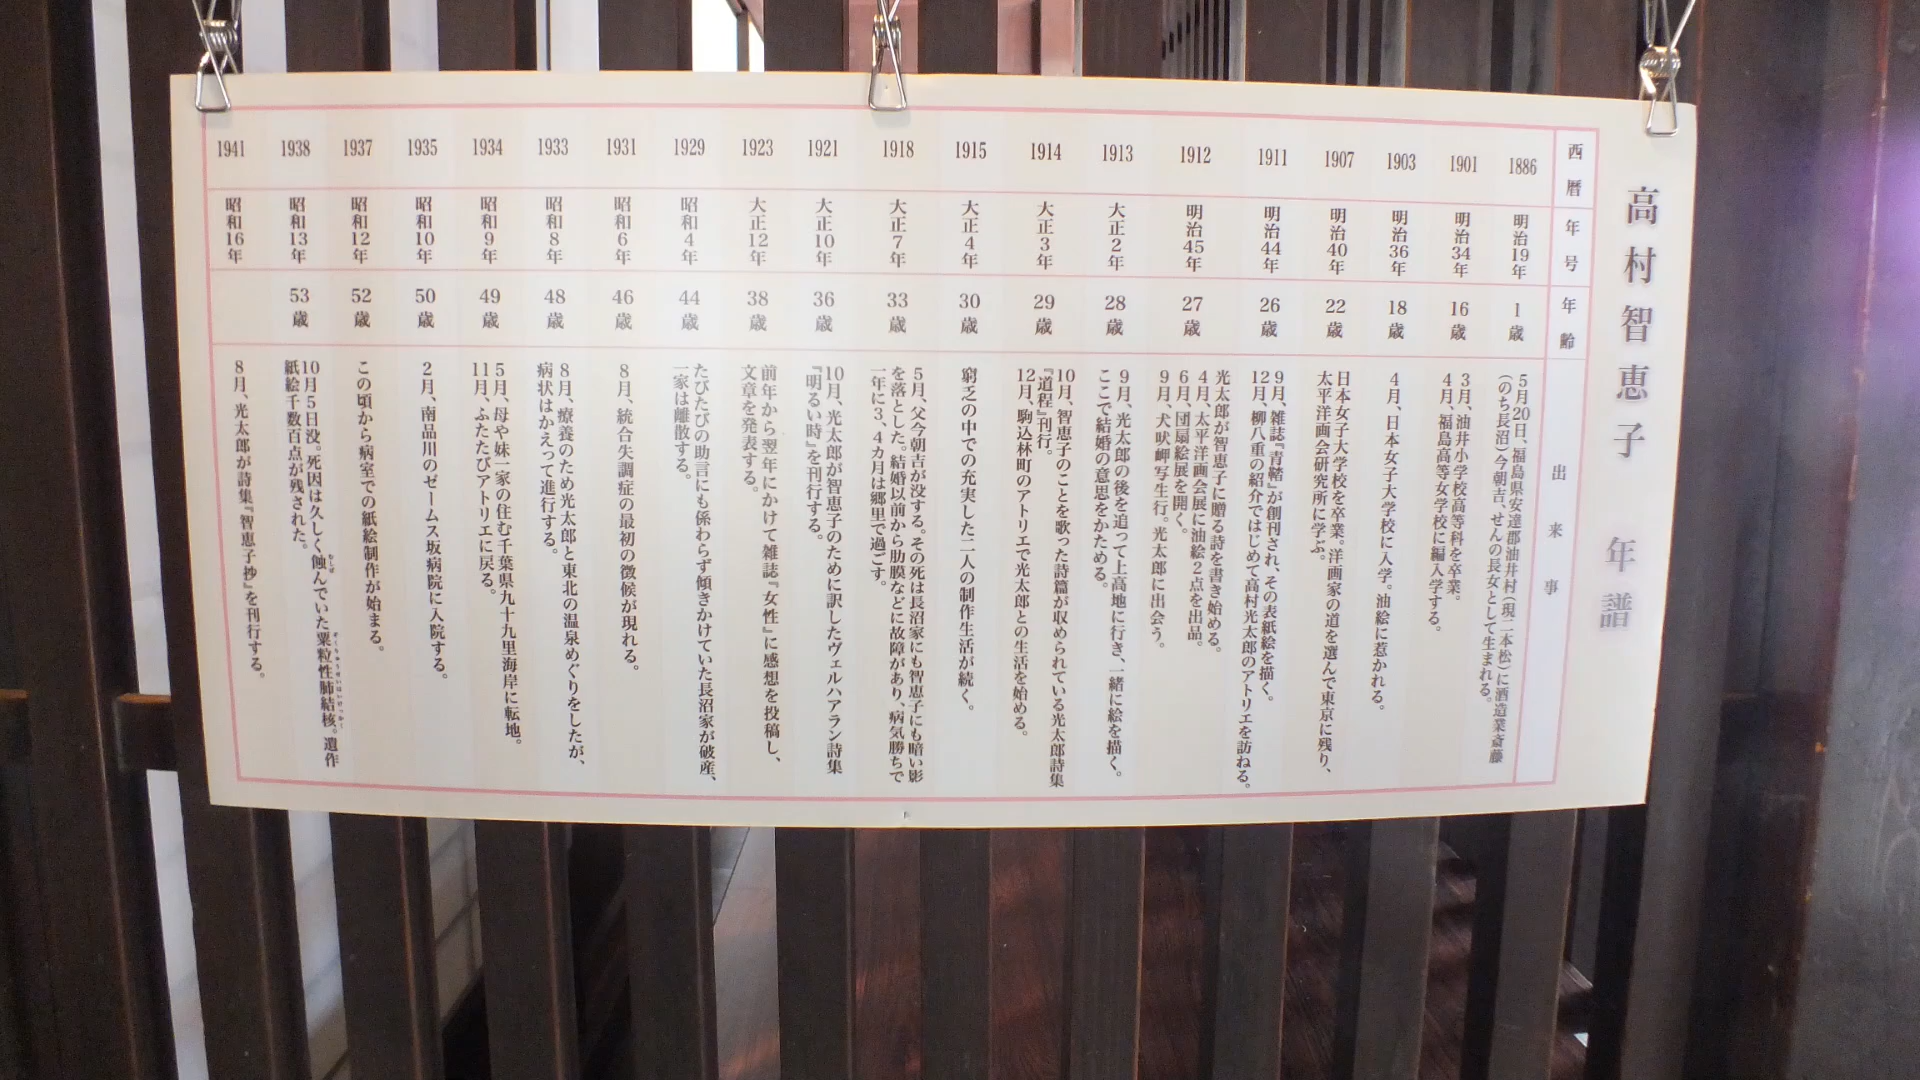 高村智恵子 年譜
西暦 年号 年齢 出来事
1886 明治19年 1歳 5月20日、福島県安達郡油井村(現二本松)に酒造業斎藤
(のち長沼)今朝吉、せんの長女として生まれる。
1901 明治34年 16歳 3月、油井小学校高等科を卒業。
4月、福島高等女学校に編入学する。
1903 明治36年 18歳 4月、日本女子大学校に入学。油絵に惹かれる。
1907 明治40年 22歳 日本女子大学校を卒業。洋画家の道を選んで東京に残り、
太平洋画会研究所に学ぶ。
1911 明治44年 26歳 9月、雑誌『青鞜』が創刊され、その表紙絵を描く。
12月、柳八重の紹介ではじめて高村光太郎のアトリエを訪ねる。
1912 明治45年 27歳 光太郎が智恵子に贈る詩を書き始める。
4月、太平洋画会展に油絵2点を出品。
6月、団扇絵展を開く。
9月、犬吠岬写生行。光太郎に出会う。
1913 大正2年 28歳 9月、光太郎の後を追って上高地に行き、一緒に絵を描く。
ここで結婚の意思をかためる。
1914 大正3年 29歳 10月、智恵子のことを歌った詩篇が収められている光太郎詩集
『道程』刊行。
12月、駒込林町のアトリエで光太郎との生活を始める。
1915 大正4年 30歳 窮乏の中での充実した二人の制作生活が続く。
1918 大正7年 33歳 5月、父今朝吉が没する。その死は長沼家にも智恵子にも暗い影
を落とした。結婚以前から肋膜などに故障があり、病気勝ちで
一年に3、4カ月は郷里で過ごす。
1921 大正10年 36歳 10月、光太郎が智恵子のために訳したヴェルハアラン詩集
『明るい時』を刊行する。
1923 大正12年 38歳 前年から翌年にかけて雑誌『女性』に感想を投稿し、
文章を発表する。
1929 昭和4年 44歳 たびたびの助言にも係わらず傾きかけていた長沼家が破産、
一家は離散する。
1931 昭和6年 46歳 8月、統合失調症の最初の徴候が現れる。
1933 昭和8年 48歳 8月、療養のため光太郎と東北の温泉めぐりをしたが、
病状はかえって進行する。
1934 昭和9年 49歳 5月、母や妹一家の住む千葉県九十九里海岸に転地。
11月、ふたたびアトリエに戻る。
1935 昭和10年 50歳 2月、南品川のゼームス坂病院に入院する。
1937 昭和12年 52歳 この頃から病室での紙絵制作が始まる。
1938 昭和13年 53歳 10月5日没。死因は久しく蝕んでいた粟粒性肺結核。遺作
紙絵千数百点が残された。
1941 昭和16年 8月、光太郎が詩集『智恵子抄』を刊行する。